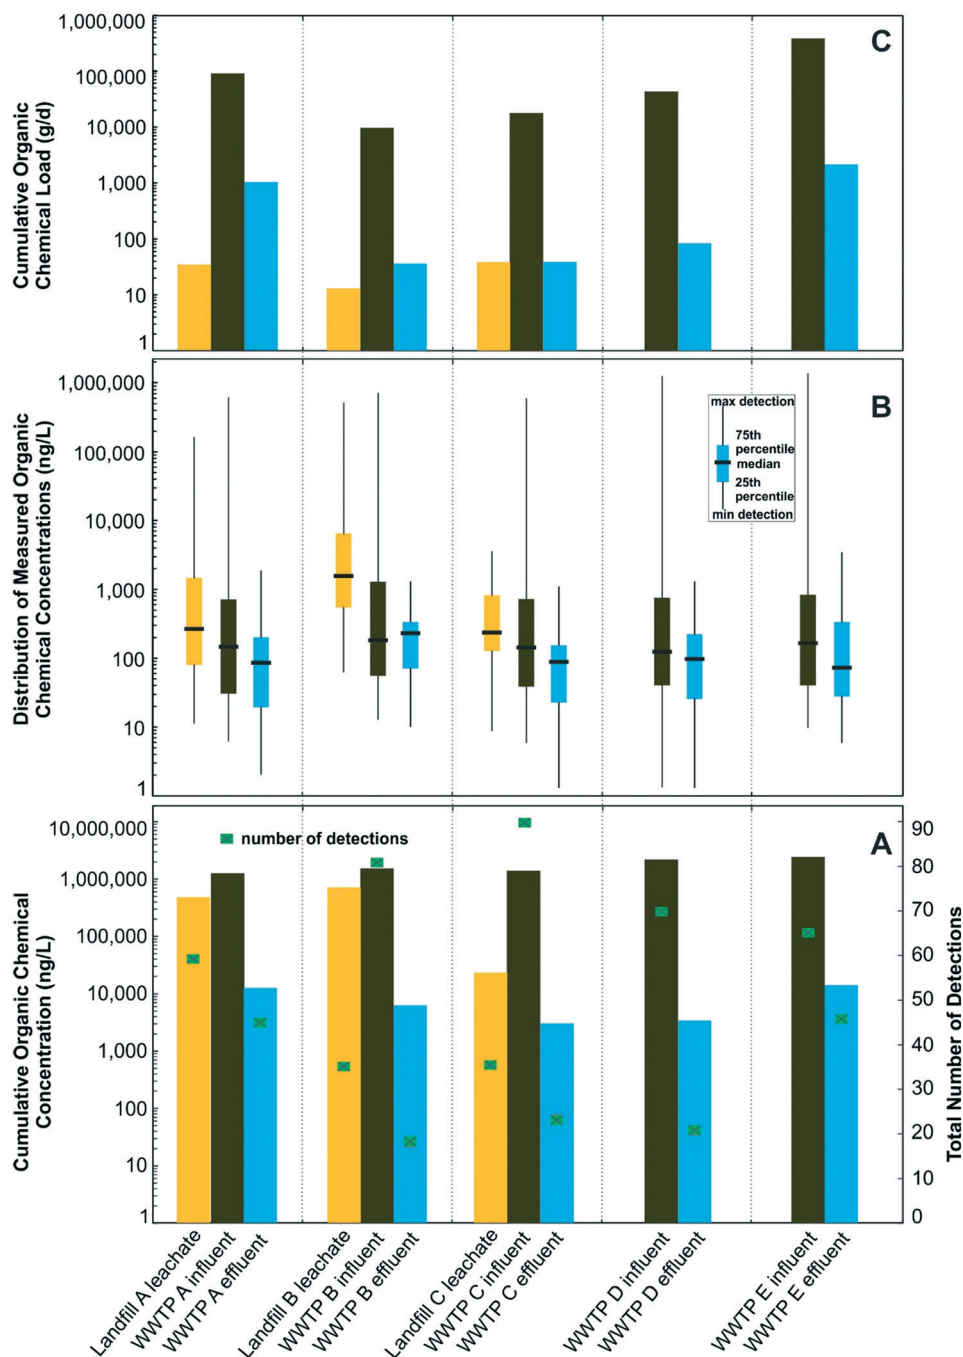 C
Cumulative Organic
Chemical Load (g/d)
1,000,000
100,000
10,000
1,000
100
10
1
B
Distribution of Measured Organic
Chemical Concentrations (ng/L)
1,000,000
100,000
10,000
1,000
100
10
1
max detection
75th
percentile
median
25th
percentile
min detection
A
Cumulative Organic Chemical
Concentration (ng/L)
10,000,000
1,000,000
100,000
10,000
1,000
100
10
1
number of detections
90
80
70
60
50
40
30
20
10
0
Total Number of Detections
Landfill A leachate
WWTP A influent
WWTP A effluent
Landfill B leachate
WWTP B influent
WWTP B effluent
Landfill C leachate
WWTP C influent
WWTP C effluent
WWTP D influent
WWTP D effluent
WWTP E influent
WWTP E effluent